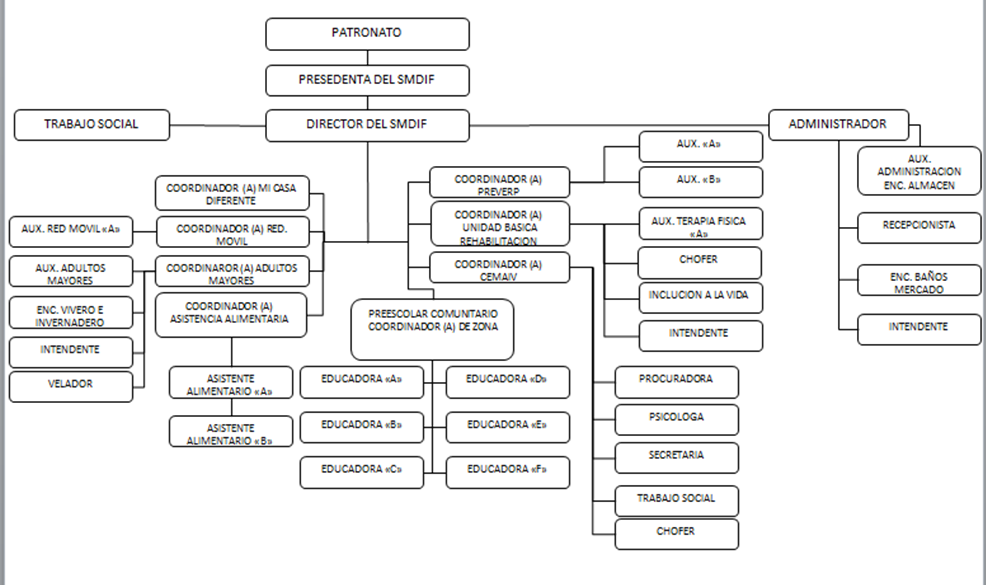 PATRONATO
PRESEDENTA DEL SMDIF
TRABAJO SOCIAL
DIRECTOR DEL SMDIF
ADMINISTRADOR
AUX.
ADMINISTRACION
ENC. ALMACEN
RECEPCIONISTA
ENC. BAÑOS
MERCADO
INTENDENTE
COORDINADOR (A) MI CASA
DIFERENTE
COORDINADOR (A) RED.
MOVIL
AUX. RED MOVIL «A»
COORDINAROR (A) ADULTOS
MAYORES
AUX. ADULTOS
MAYORES
ENC. VIVERO E
INVERNADERO
INTENDENTE
VELADOR
COORDINADOR (A)
ASISTENCIA ALIMENTARIA
ASISTENTE
ALIMENTARIO «A»
ASISTENTE
ALIMENTARIO «B»
COORDINADOR (A)
PREVERP
AUX. «A»
AUX. «B»
COORDINADOR (A)
UNIDAD BASICA
REHABILITACION
AUX. TERAPIA FISICA
«A»
CHOFER
INCLUCION A LA VIDA
INTENDENTE
COORDINADOR (A)
CEMAIV
PROCURADORA
PSICOLOGA
SECRETARIA
TRABAJO SOCIAL
CHOFER
PREESCOLAR COMUNITARIO
COORDINADOR (A) DE ZONA
EDUCADORA «A»
EDUCADORA «D»
EDUCADORA «B»
EDUCADORA «E»
EDUCADORA «C»
EDUCADORA «F»